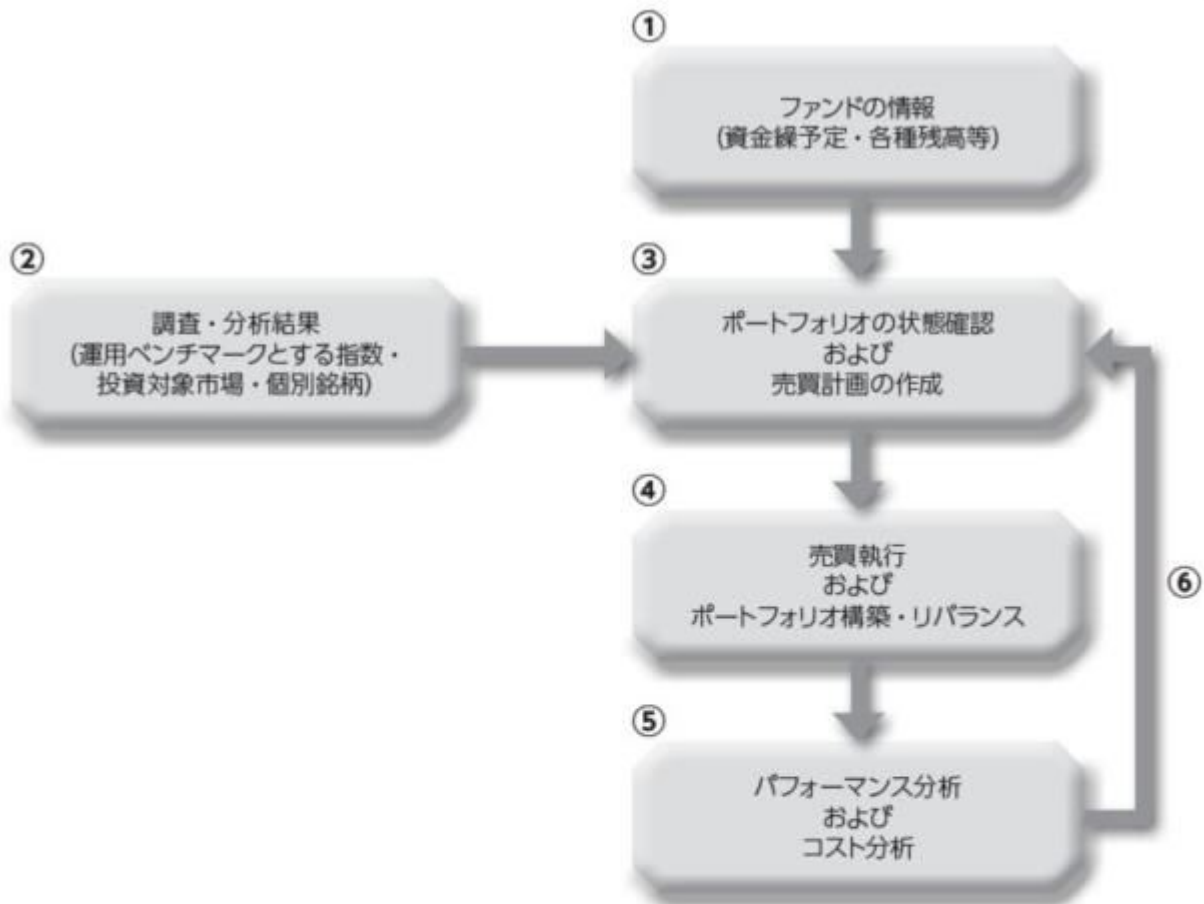 ①
ファンドの情報
(資金繰予定・各種残高等)
②
調査・分析結果
(運用ベンチマークとする指数・
投資対象市場・個別銘柄)
③
ポートフォリオの状態確認
および
売買計画の作成
④
売買執行
および
ポートフォリオ構築・リバランス
⑥
⑤
パフォーマンス分析
および
コスト分析